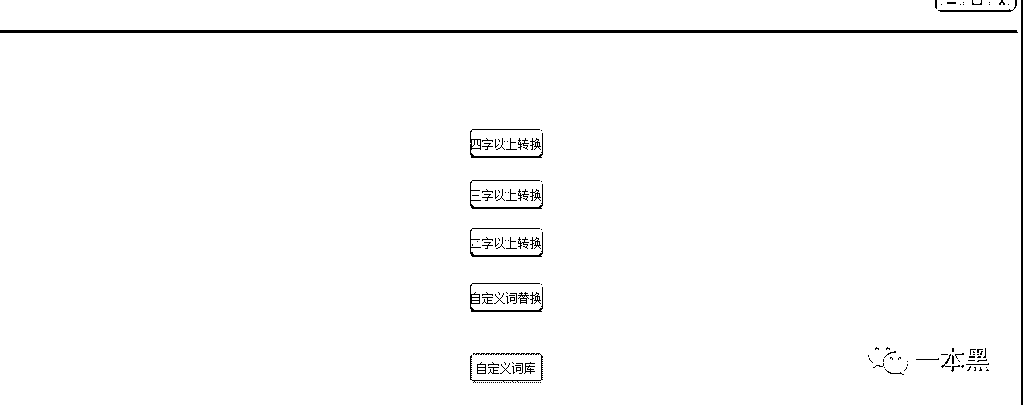 四字以上转换
三字以上转换
二字以上转换
自定义词替换
自定义词库
一本黑